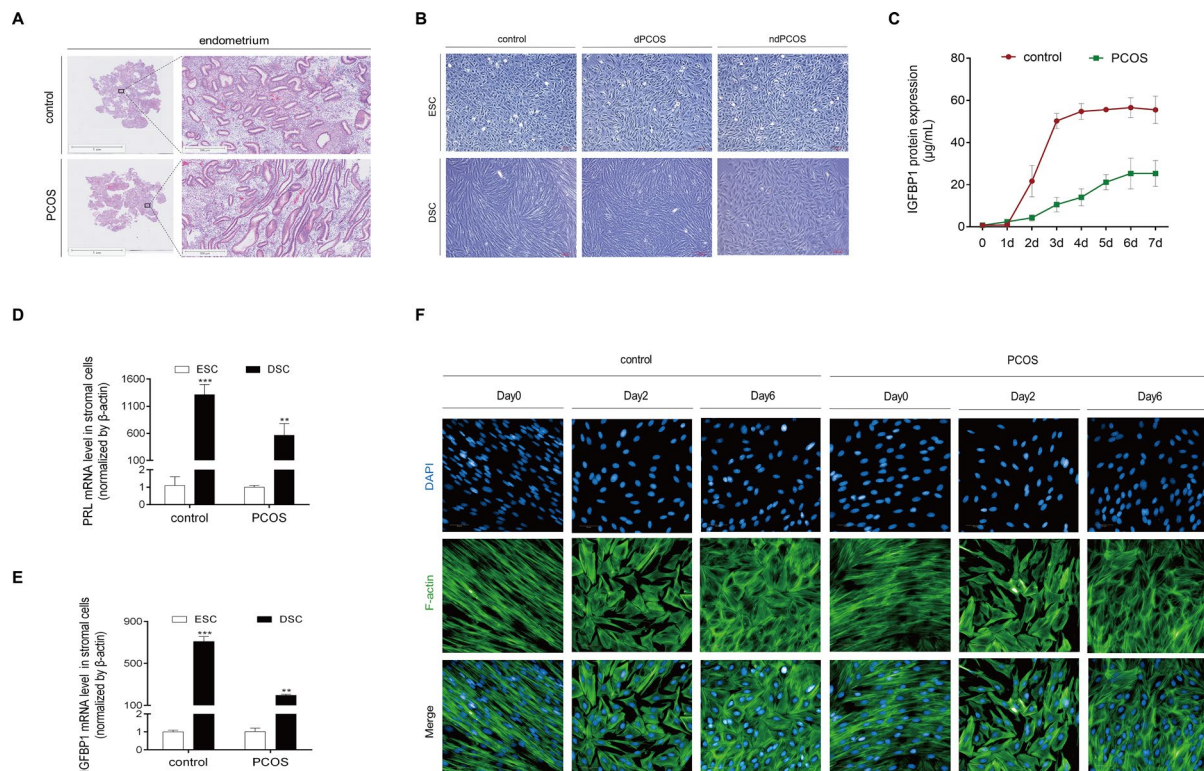 A
endometrium
control
PCOS
B
control
dPCOS
ndPCOS
ESC
DSC
C
control
PCOS
IGFBP1 protein expression
(μg/mL)
80
60
40
20
0
0
1d
2d
3d
4d
5d
6d
7d
D
ESC
DSC
PRL mRNA level in stromal cells
(normalized by β-actin)
1600
1100
600
100
2
1
0
***
**
control
PCOS
E
ESC
DSC
IGFBP1 mRNA level in stromal cells
(normalized by β-actin)
900
500
100
2
1
0
***
**
control
PCOS
F
control
PCOS
Day0
Day2
Day6
Day0
Day2
Day6
DAPI
F-actin
Merge